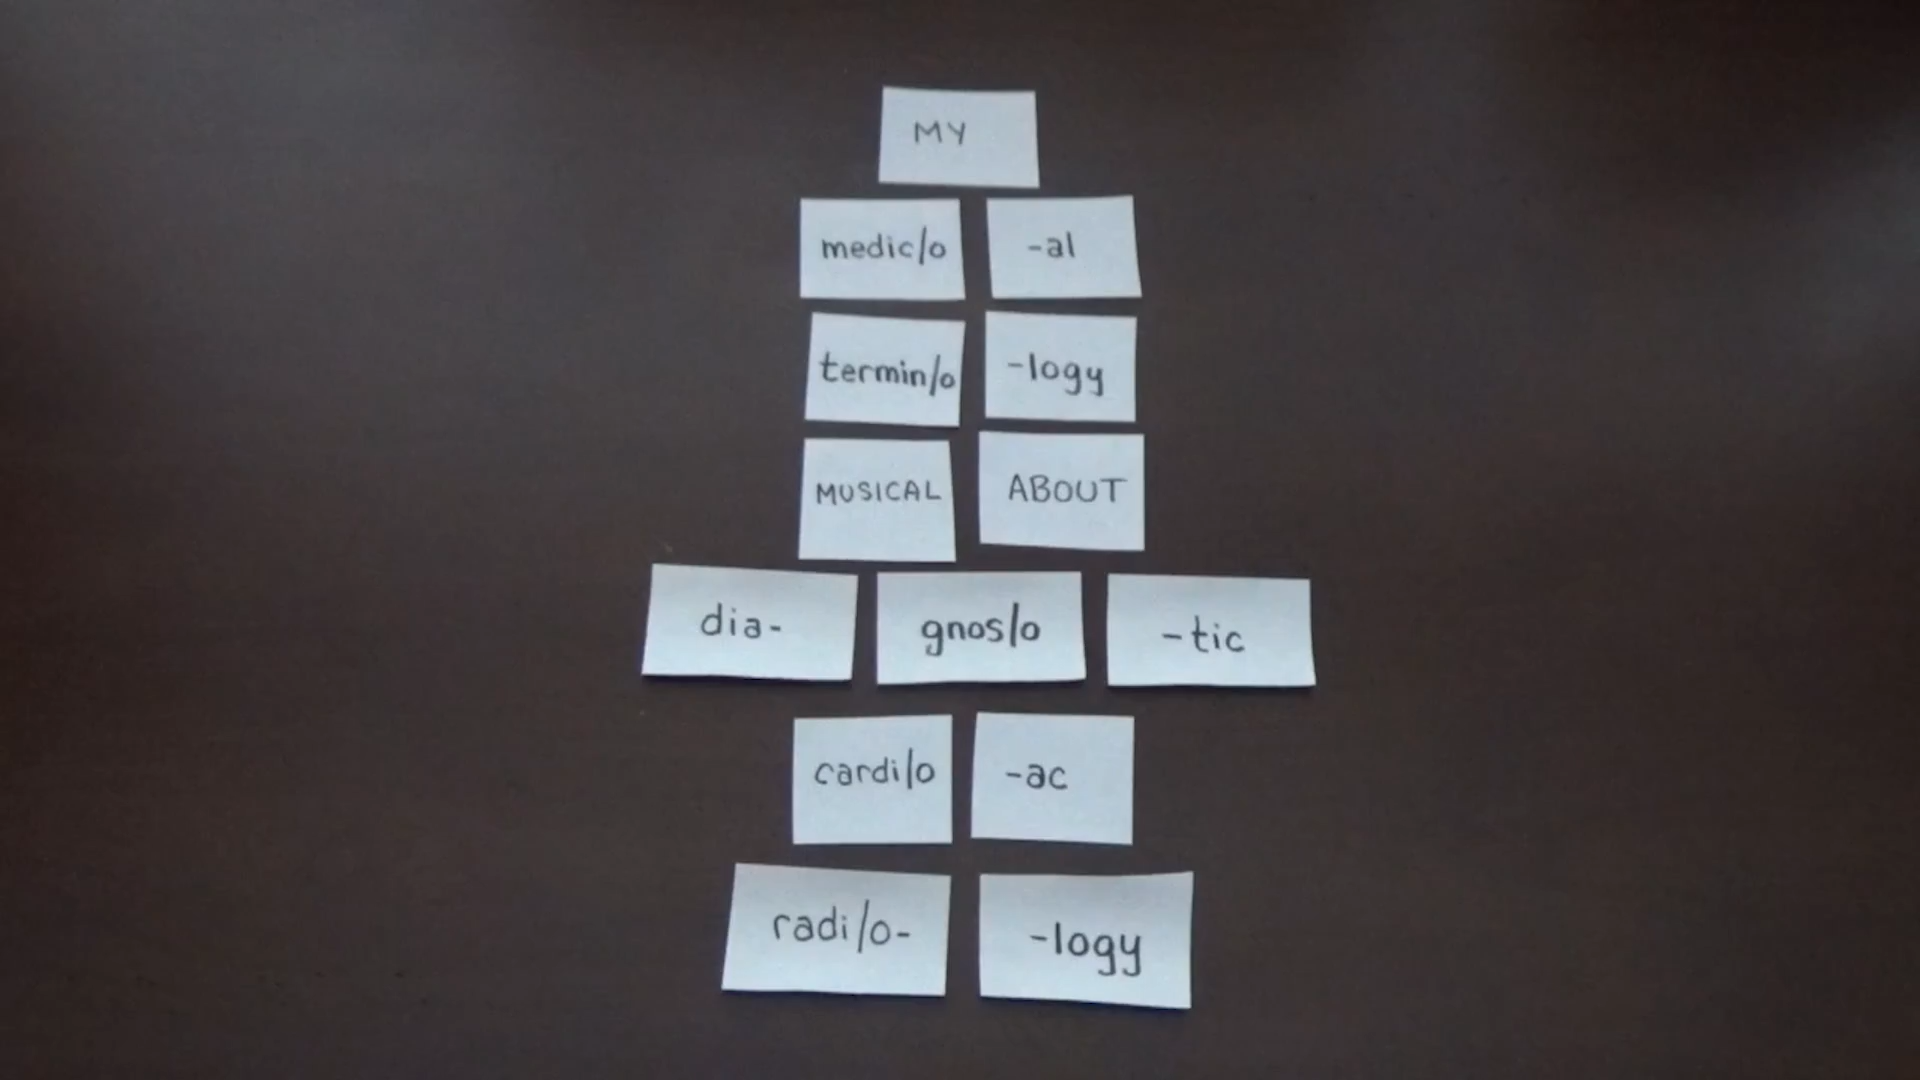 MY
medic/o -al
termin/o -logy
MUSICAL ABOUT
dia- gnos/o -tic
cardi/o -ac
radi/o- -logy